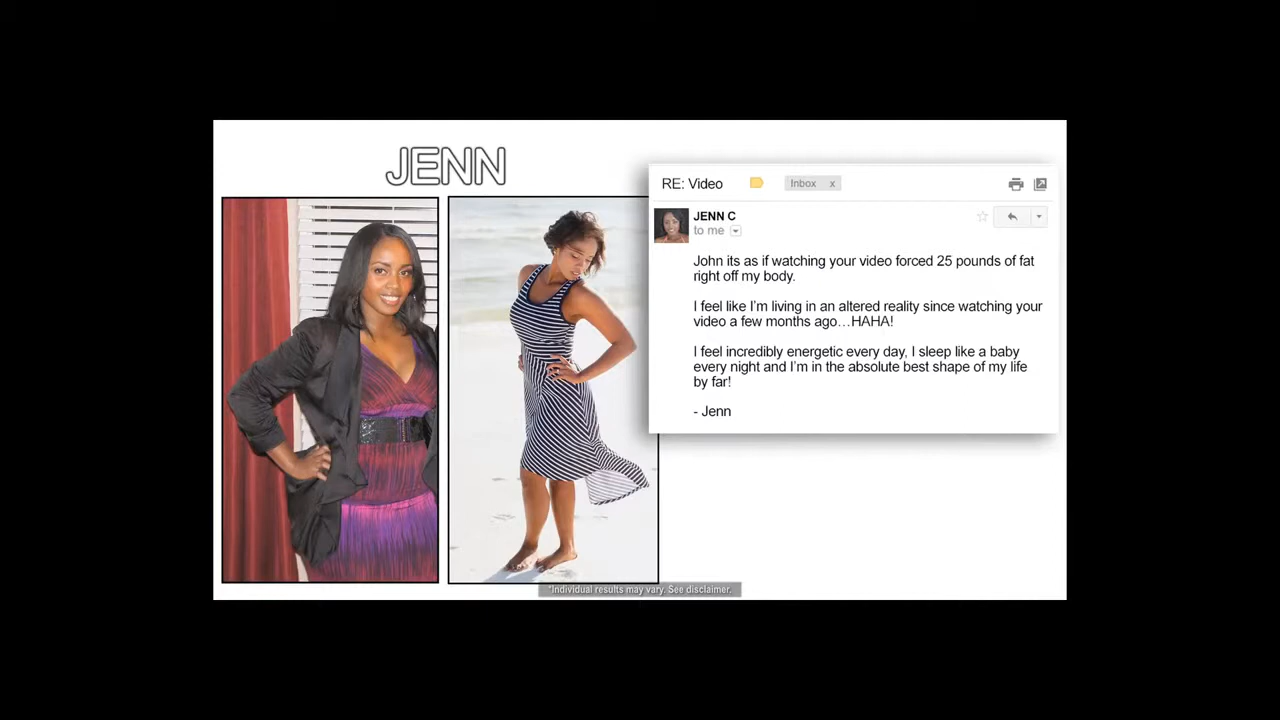 JENN
RE: Video
Inbox x
JENN C
to me
John its as if watching your video forced 25 pounds of fat
right off my body.
I feel like I'm living in an altered reality since watching your
video a few months ago…HAHA!
I feel incredibly energetic every day, I sleep like a baby
every night and I'm in the absolute best shape of my life
by far!
- Jenn
*Individual results may vary. See disclaimer.